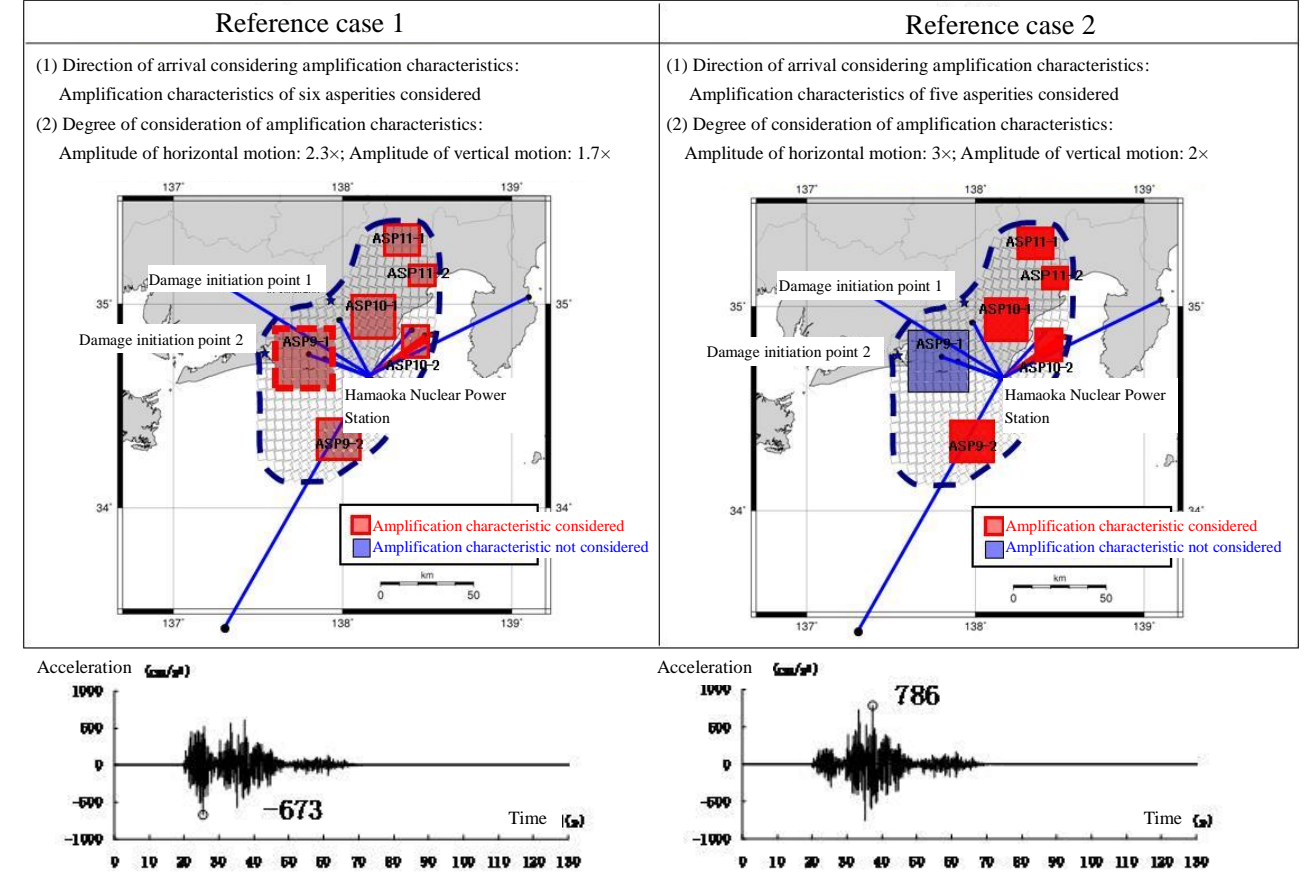 Reference case 1
(1) Direction of arrival considering amplification characteristics:
Amplification characteristics of six asperities considered
(2) Degree of consideration of amplification characteristics:
Amplitude of horizontal motion: 2.3×; Amplitude of vertical motion: 1.7×
137° 138° 139°
ASP11-1
ASP11-2
Damage initiation point 1
35° 35°
ASP10-1
Damage initiation point 2
ASP9-1
ASP10-2
Hamaoka Nuclear Power
Station
ASP9-2
34° 34°
Amplification characteristic considered
Amplification characteristic not considered
km
0 50
137° 138° 139°
Acceleration (cm/s²)
1000
500
0
-500
-1000
-673
Time (s)
0 10 20 30 40 50 60 70 80 90 100 110 120 130
Reference case 2
(1) Direction of arrival considering amplification characteristics:
Amplification characteristics of five asperities considered
(2) Degree of consideration of amplification characteristics:
Amplitude of horizontal motion: 3×; Amplitude of vertical motion: 2×
137° 138° 139°
ASP11-1
ASP11-2
Damage initiation point 1
35° 35°
ASP10-1
Damage initiation point 2
ASP9-1
ASP10-2
Hamaoka Nuclear Power
Station
ASP9-2
34° 34°
Amplification characteristic considered
Amplification characteristic not considered
km
0 50
137° 138° 139°
Acceleration (cm/s²)
1000
500
0
-500
-1000
786
Time (s)
0 10 20 30 40 50 60 70 80 90 100 110 120 130